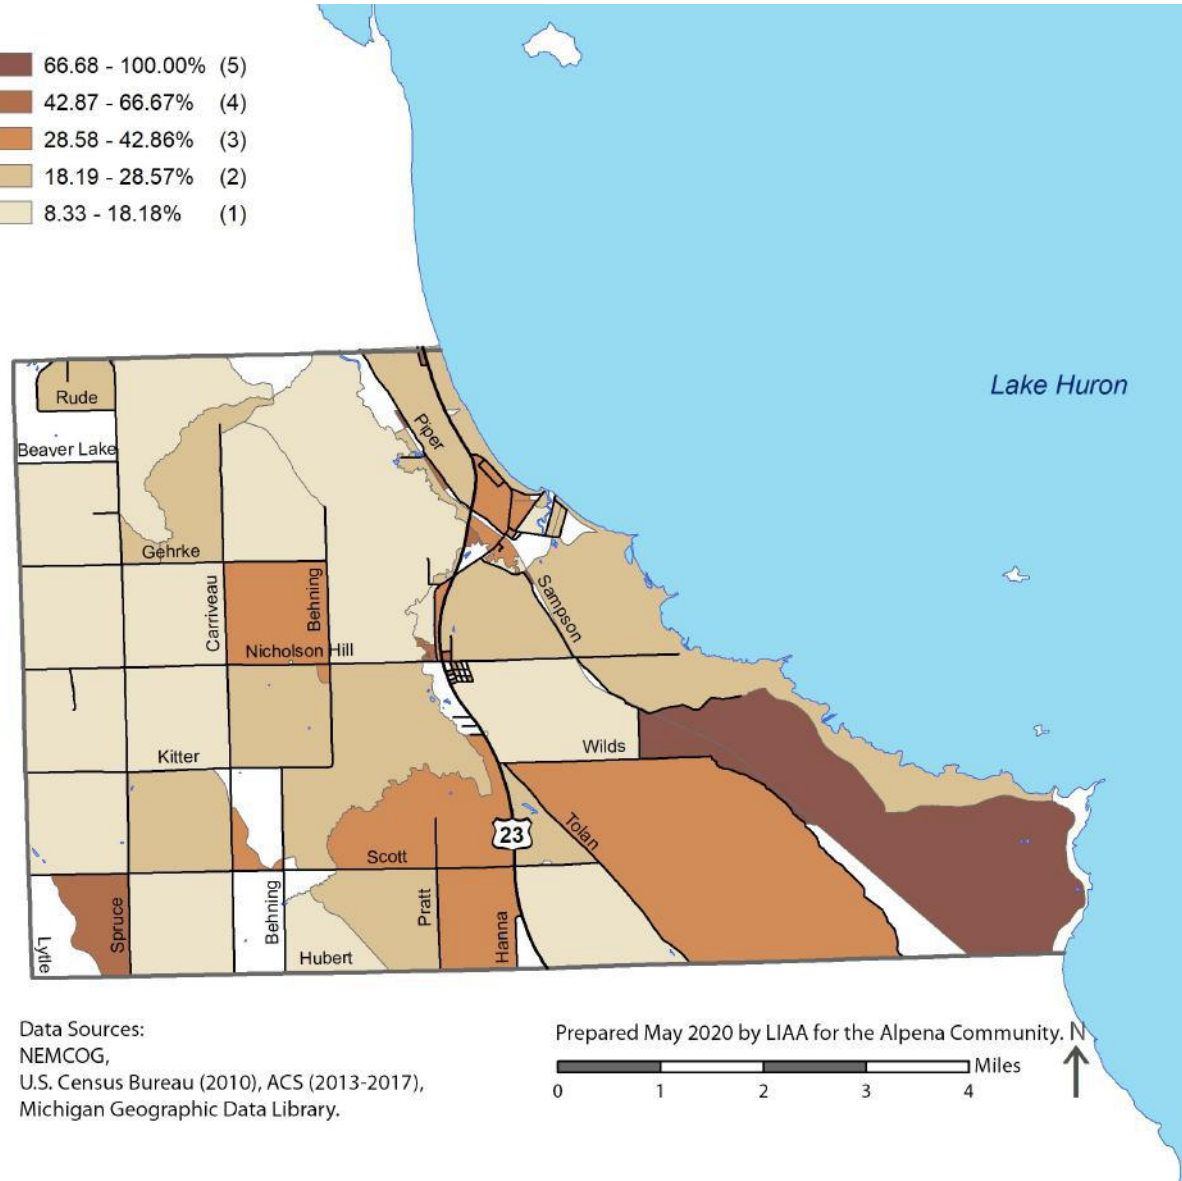 66.68 - 100.00% (5)
42.87 - 66.67% (4)
28.58 - 42.86% (3)
18.19 - 28.57% (2)
8.33 - 18.18% (1)
Lake Huron
Rude
Piper
Beaver Lake
Gehrke
Carriveau
Behning
Sampson
Nicholson Hill
Kitter
Wilds
23
Tolan
Scott
Lytle
Spruce
Behning
Pratt
Hanna
Hubert
Data Sources:
NEMCOG,
U.S. Census Bureau (2010), ACS (2013-2017),
Michigan Geographic Data Library.
Prepared May 2020 by LIAA for the Alpena Community.
N
Miles
0 1 2 3 4